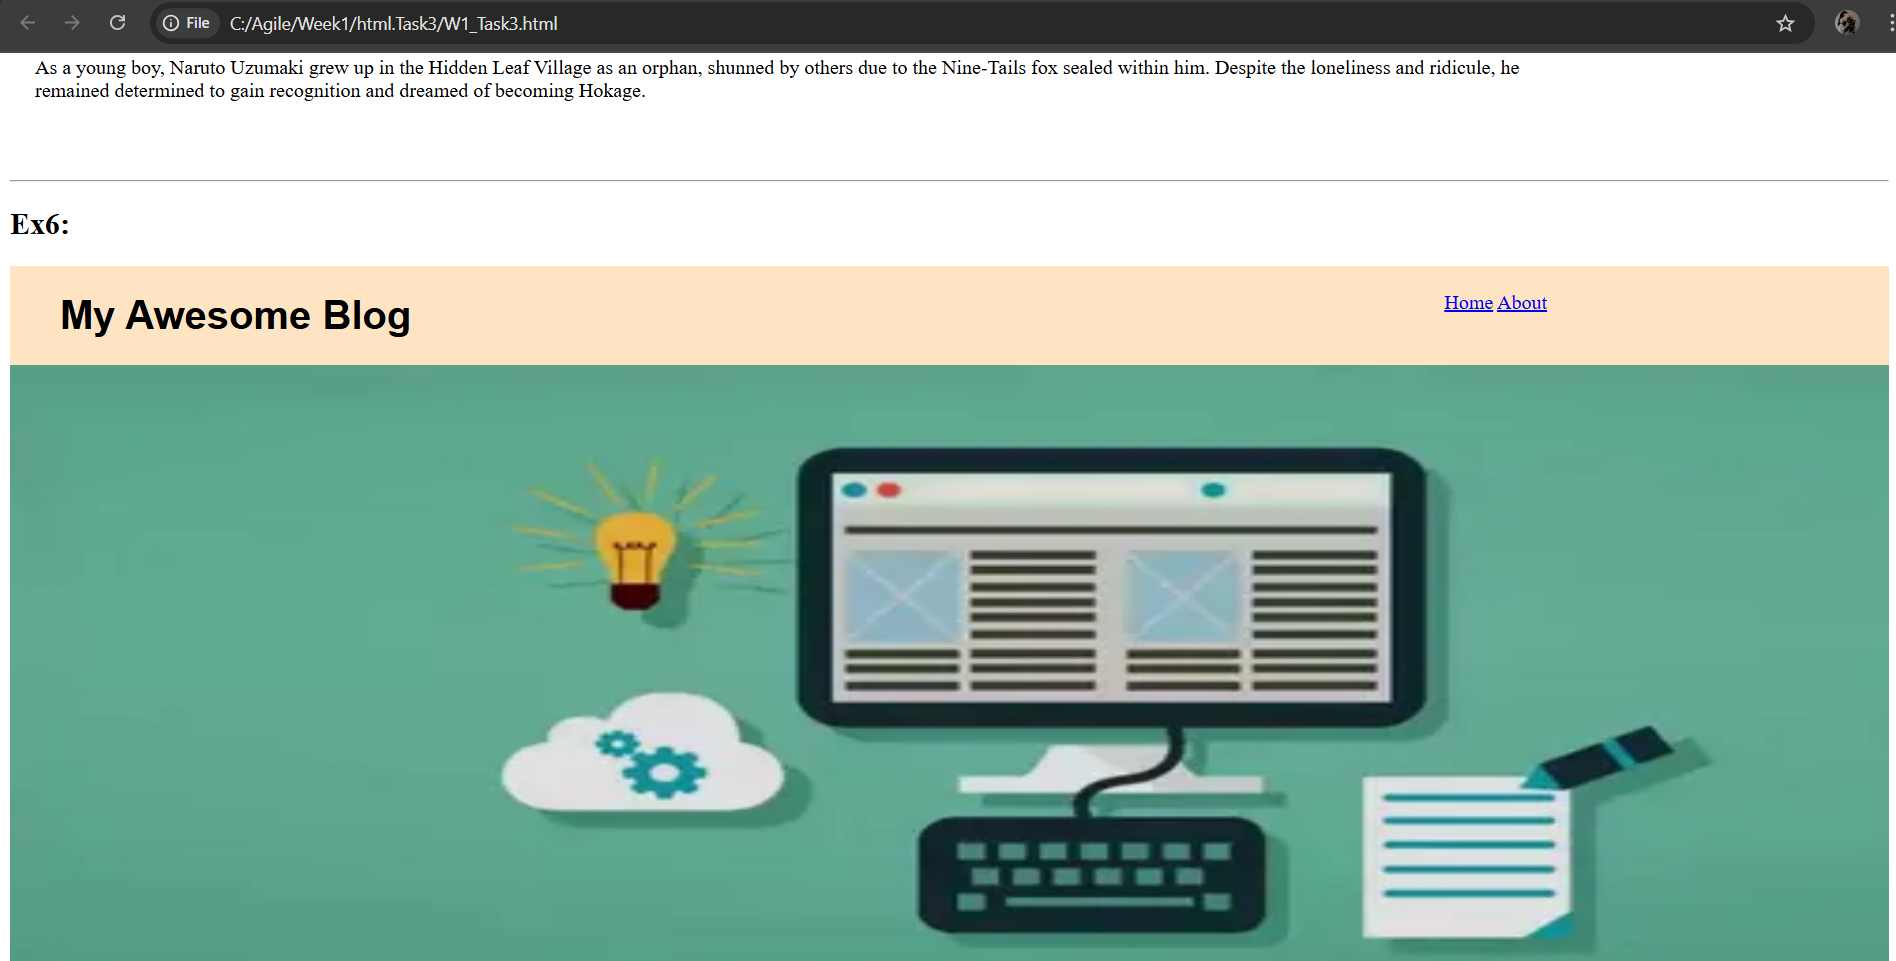 File C:/Agile/Week1/html.Task3/W1_Task3.html
As a young boy, Naruto Uzumaki grew up in the Hidden Leaf Village as an orphan, shunned by others due to the Nine-Tails fox sealed within him. Despite the loneliness and ridicule, he
remained determined to gain recognition and dreamed of becoming Hokage.
Ex6:
My Awesome Blog
Home About